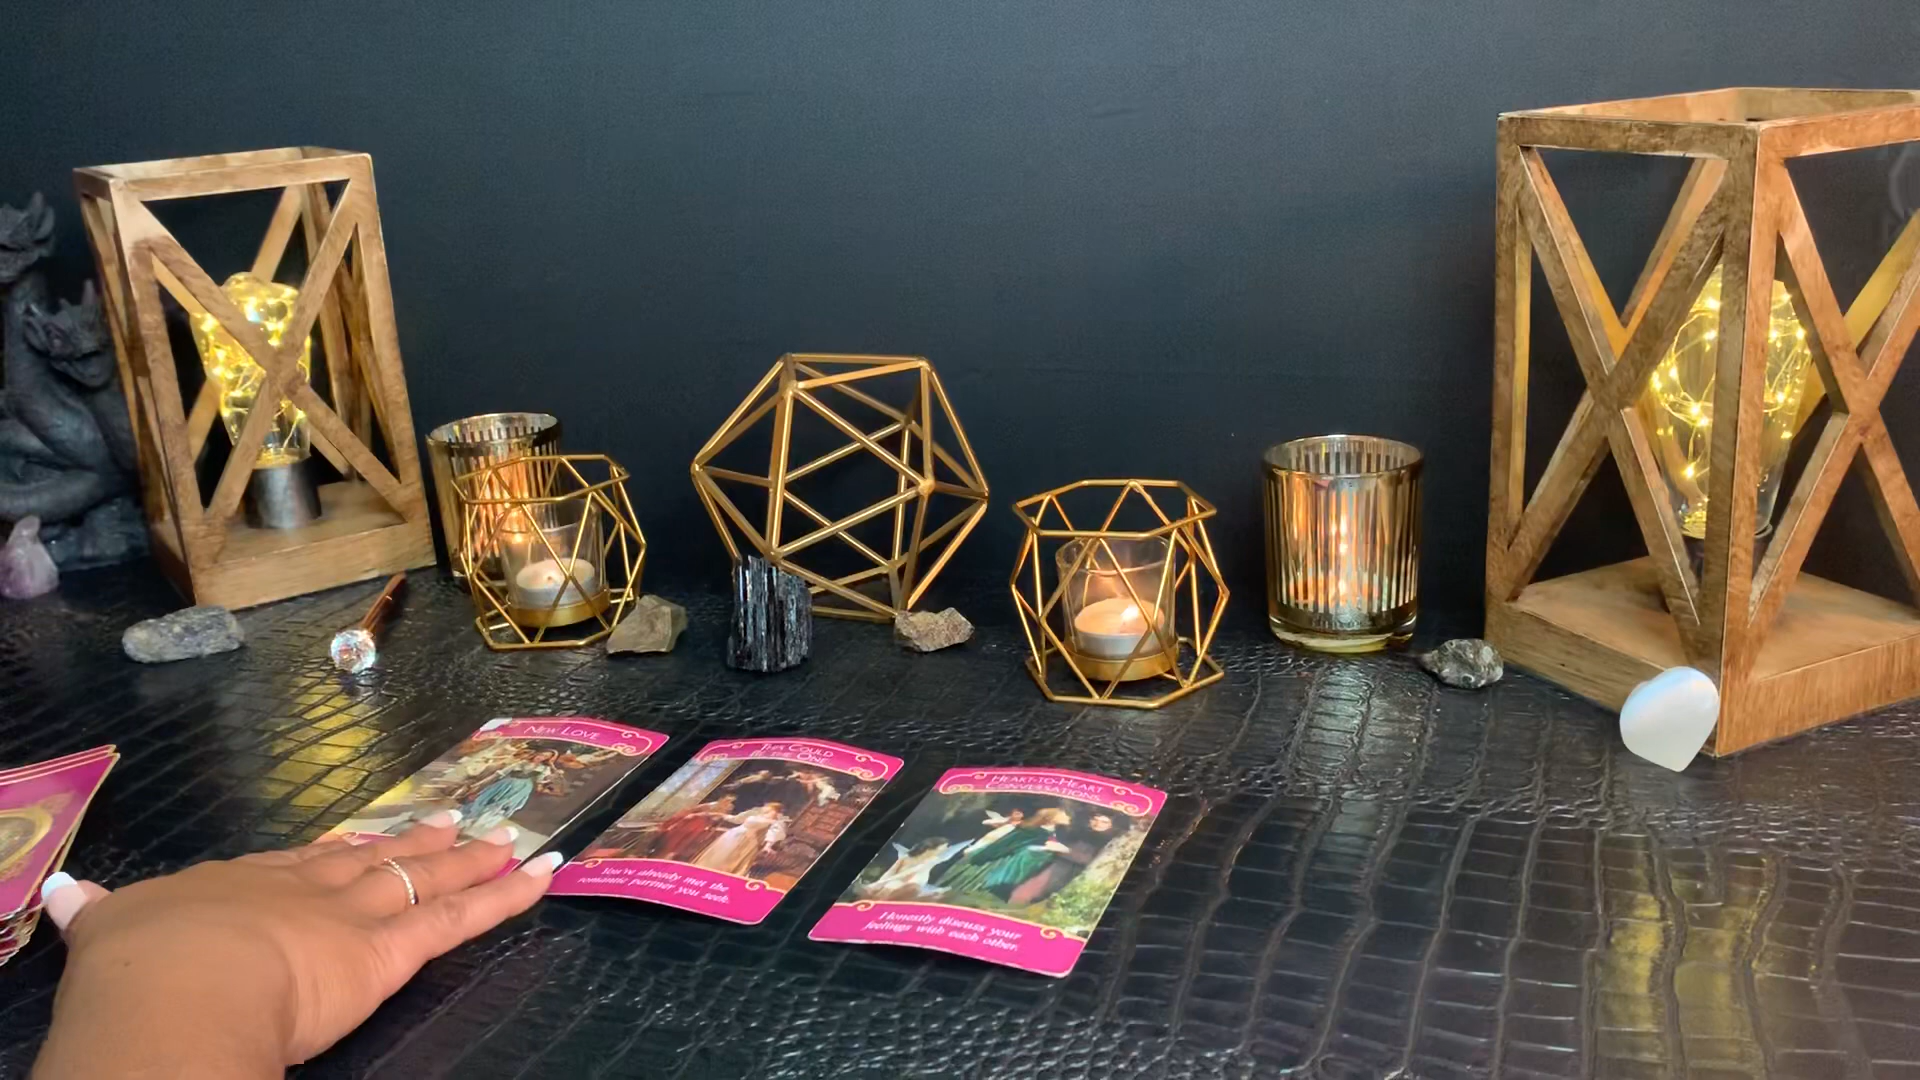 New Love
This Could
Be the One
You've already met the
romantic partner you seek.
Heart-to-Heart
Conversations
Honestly discuss your
feelings with each other.